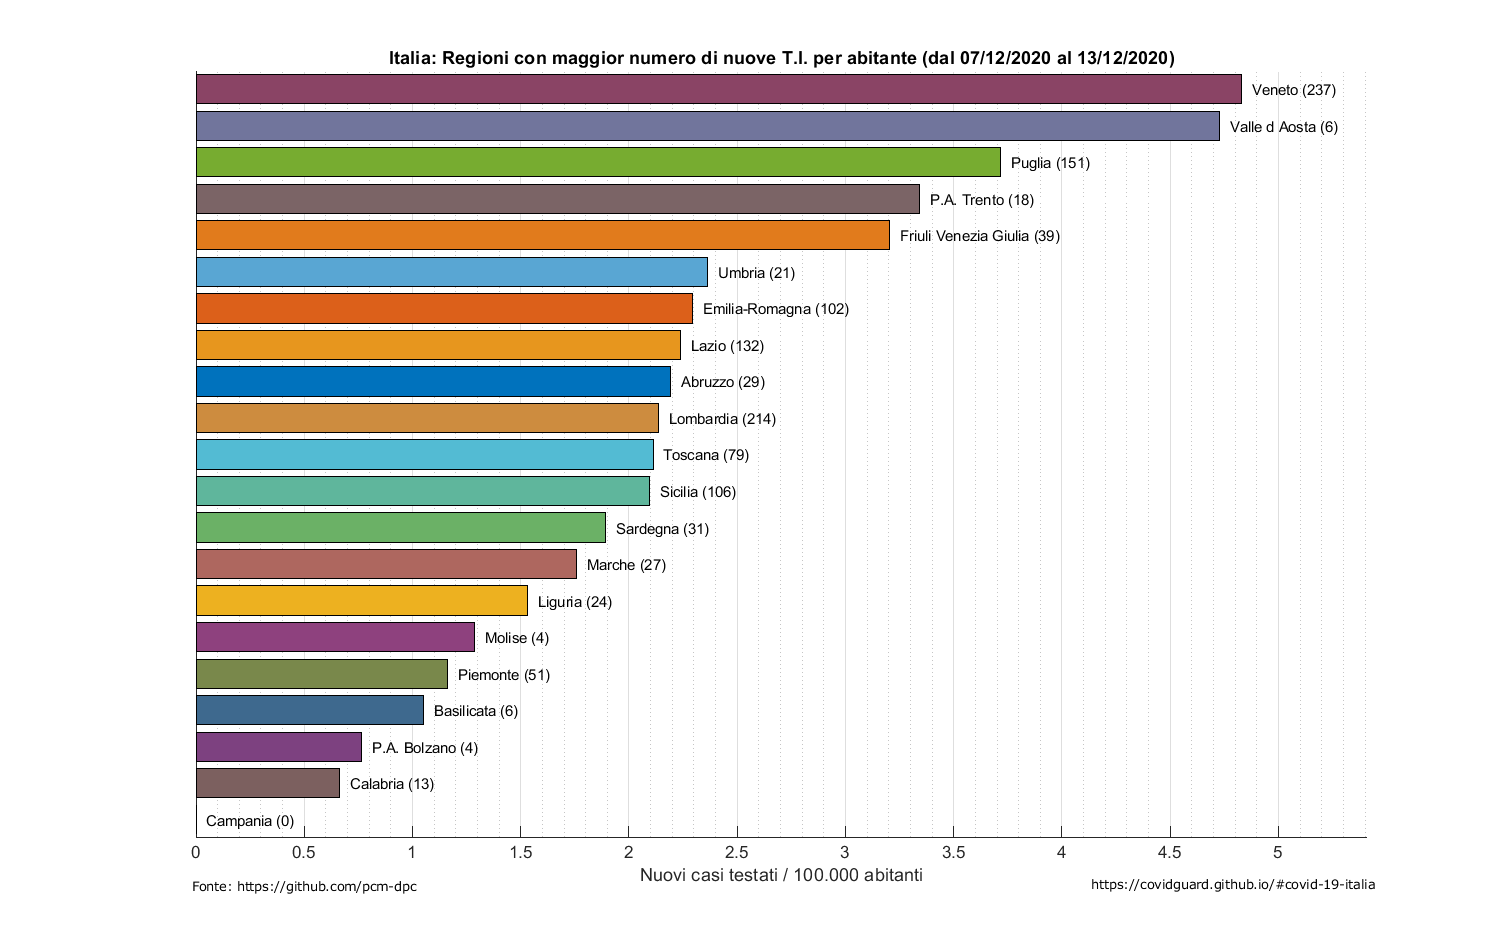 Italia: Regioni con maggior numero di nuove T.I. per abitante (dal 07/12/2020 al 13/12/2020)
Veneto (237)
Valle d Aosta (6)
Puglia (151)
P.A. Trento (18)
Friuli Venezia Giulia (39)
Umbria (21)
Emilia-Romagna (102)
Lazio (132)
Abruzzo (29)
Lombardia (214)
Toscana (79)
Sicilia (106)
Sardegna (31)
Marche (27)
Liguria (24)
Molise (4)
Piemonte (51)
Basilicata (6)
P.A. Bolzano (4)
Calabria (13)
Campania (0)
0 0.5 1 1.5 2 2.5 3 3.5 4 4.5 5
Nuovi casi testati / 100.000 abitanti
Fonte: https://github.com/pcm-dpc
https://covidguard.github.io/#covid-19-italia